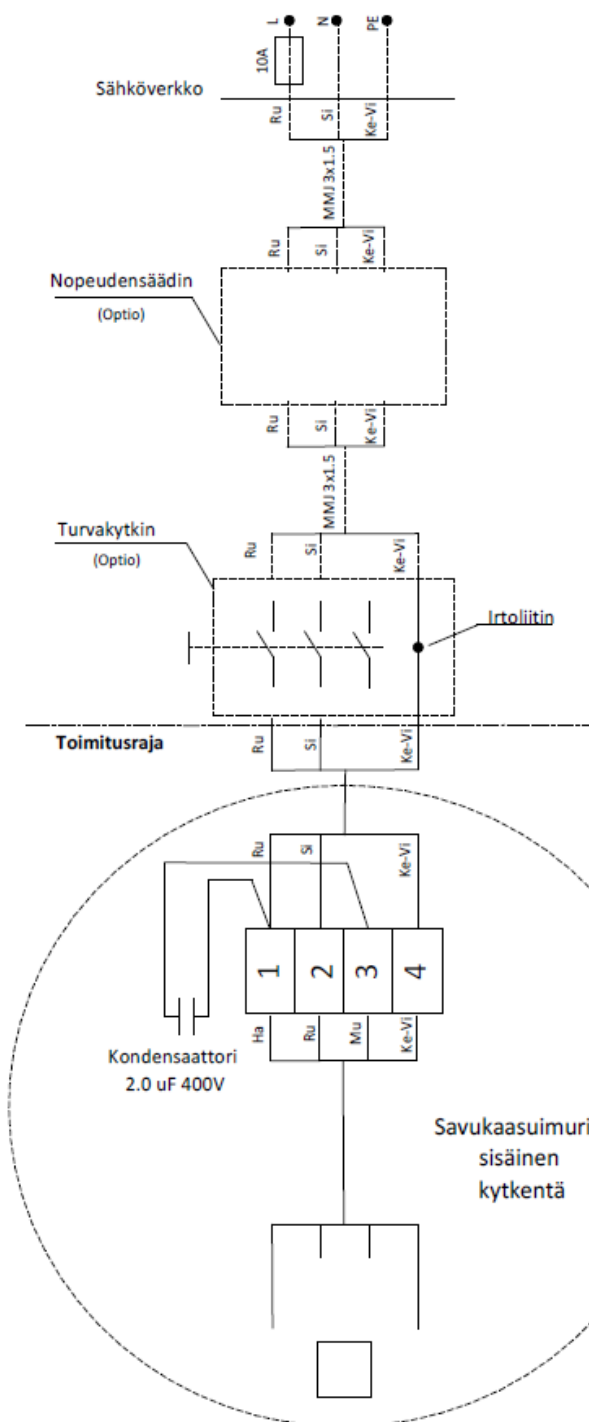 L N PE
10A
Sähköverkko
Ru Si Ke-Vi
MMJ 3x1.5
Ru Si Ke-Vi
Nopeudensäädin
(Optio)
Ru Si Ke-Vi
MMJ 3x1.5
Turvakytkin
(Optio)
Ru Si Ke-Vi
Irtoliitin
Toimitusraja
Ru Si Ke-Vi
Ru Si Ke-Vi
1 2 3 4
Ha Ru Mu Ke-Vi
Kondensaattori
2.0 uF 400V
Savukaasuimuri
sisäinen
kytkentä